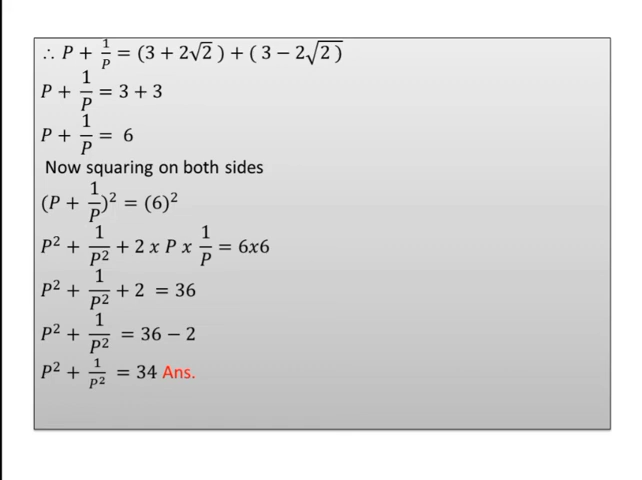 ∴ P + 1/P = (3 + 2√2 ) + ( 3 − 2√2 )
P + 1/P = 3 + 3
P + 1/P = 6
Now squaring on both sides
(P + 1/P)² = (6)²
P² + 1/P² + 2 x P x 1/P = 6x6
P² + 1/P² + 2 = 36
P² + 1/P² = 36 − 2
P² + 1/P² = 34 Ans.